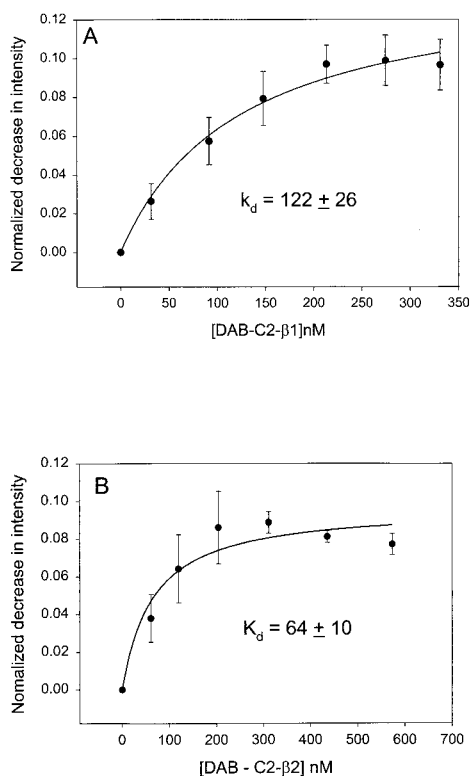 A
Normalized decrease in intensity
0.12
0.10
0.08
0.06
0.04
0.02
0.00
k_d = 122 ± 26
0 50 100 150 200 250 300 350
[DAB-C2-β1]nM
B
Nomalized decrease in intensity
0.12
0.10
0.08
0.06
0.04
0.02
0.00
K_d = 64 ± 10
0 100 200 300 400 500 600 700
[DAB - C2-β2] nM